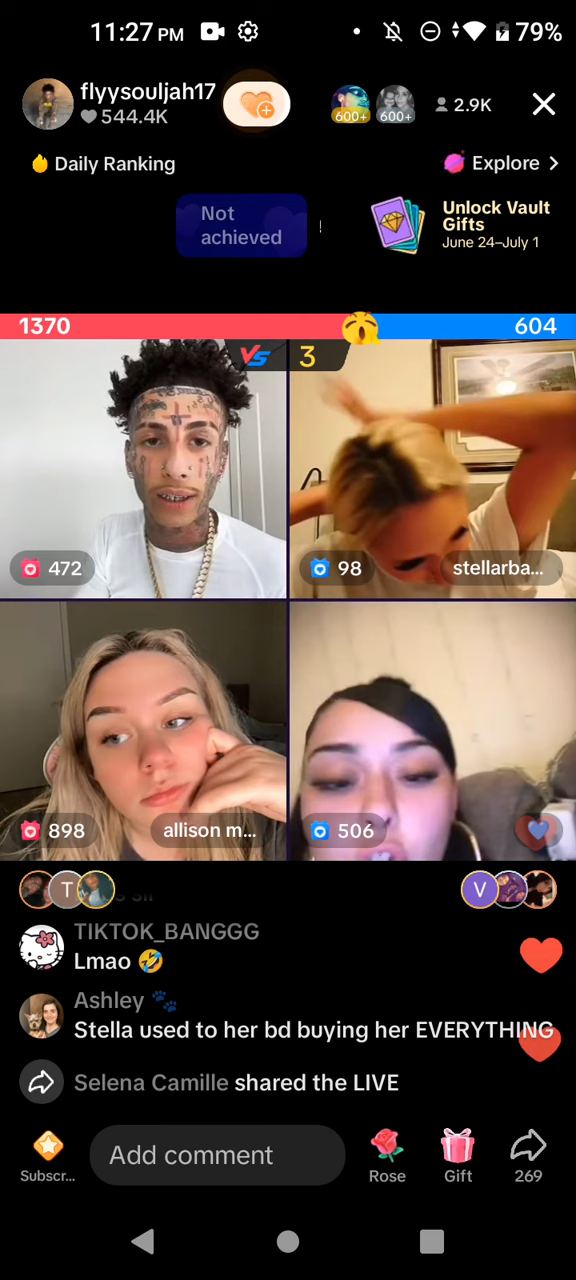 11:27 PM
79%
flyysouljah17
544.4K
600+
600+
2.9K
Daily Ranking
Explore >
Not
achieved
!
Unlock Vault
Gifts
June 24–July 1
1370
604
VS
3
472
98
stellarba...
898
allison m...
506
T
V
TIKTOK_BANGGG
Lmao 🤣
Ashley 🐾
Stella used to her bd buying her EVERYTHING
Selena Camille shared the LIVE
Subscr...
Add comment
Rose
Gift
269